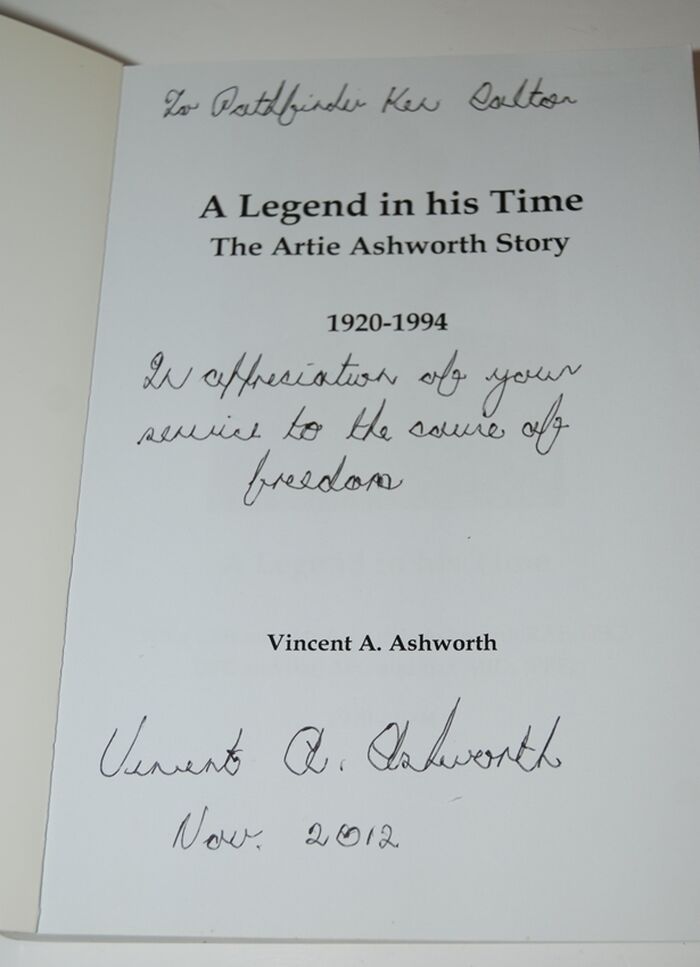 To Pathfinder Ken Dalton
A Legend in his Time
The Artie Ashworth Story
1920-1994
In appreciation of your
service to the cause of
freedom
Vincent A. Ashworth
Vincent A. Ashworth
Nov. 2012